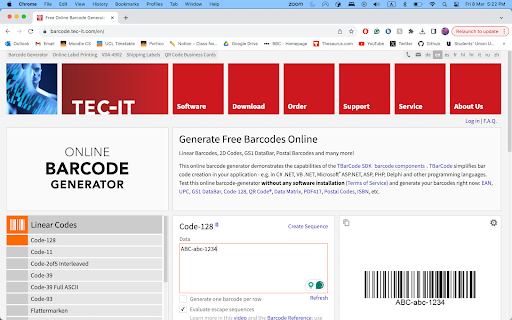 Chrome File Edit View History Bookmarks Profiles Tab Window Help zoom Fri 8 Mar 5:22 PM
Free Online Barcode Generator
barcode.tec-it.com/en/
Relaunch to update
Email Moodle C5 UCL Timetable Portico Notion – Class No... Outlook Google Drive BBC - Homepage Thesaurus.com YouTube GitHub Students' Union U...
Barcode Generator Online Label Printing VDA 4902 Shipping Labels QR Code Business Cards
de en es fr it
TEC-IT
Software Download Order Support Service About Us
Log in | F.A.Q.
ONLINE
BARCODE
GENERATOR
Generate Free Barcodes Online
Linear Barcodes, 2D Codes, GS1 DataBar, Postal Barcodes and many more!
This online barcode generator demonstrates the capabilities of the TBarCode SDK barcode components . TBarCode simplifies bar
code creation in your application - e.g. in C# .NET, VB .NET, Microsoft® ASP.NET, ASP, PHP, Delphi and other programming languages.
Test this online barcode generator without any software installation (Terms of Service) and generate your barcodes right now: EAN,
UPC, GS1 DataBar, Code-128, QR Code®, Data Matrix, PDF417, Postal Codes, ISBN, etc.
Linear Codes
Code-128
Code-11
Code-2of5 Interleaved
Code-39
Code-39 Full ASCII
Code-93
Flattermarken
Code-128
Create Sequence
Data
ABC-abc-1234
Generate one barcode per row
Refresh
Evaluate escape sequences
Learn more in this video and the Barcode Reference: use
ABC-abc-1234